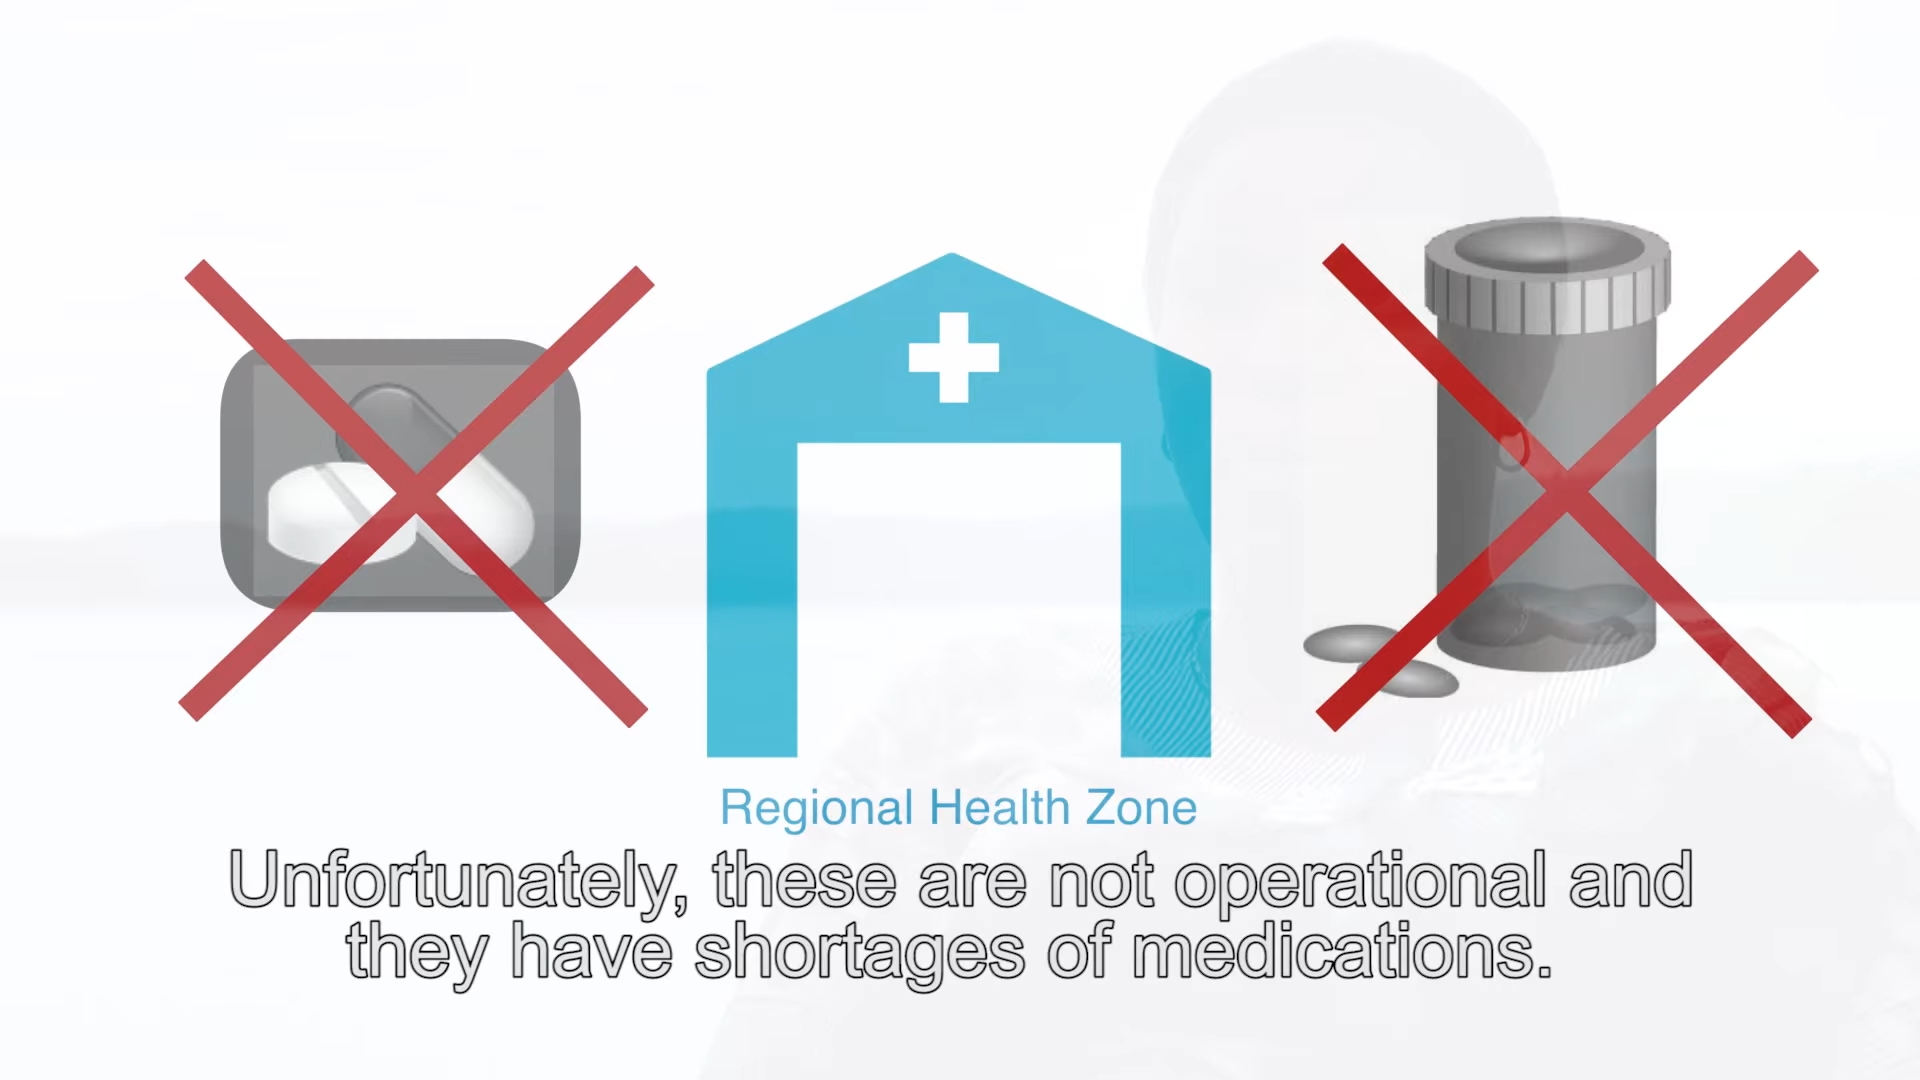 Regional Health Zone
Unfortunately, these are not operational and
they have shortages of medications.